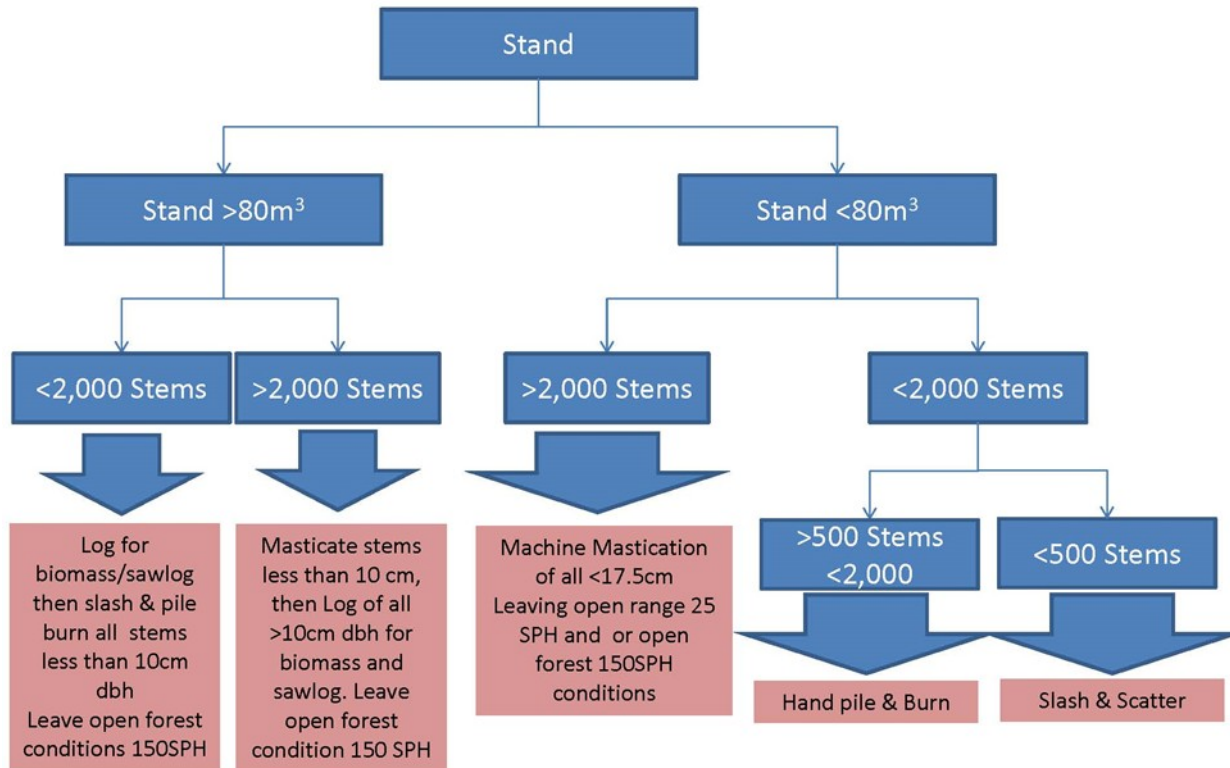 Stand
Stand >80m³
Stand <80m³
<2,000 Stems
>2,000 Stems
>2,000 Stems
<2,000 Stems
Log for
biomass/sawlog
then slash & pile
burn all stems
less than 10cm
dbh
Leave open forest
conditions 150SPH
Masticate stems
less than 10 cm,
then Log of all
>10cm dbh for
biomass and
sawlog. Leave
open forest
condition 150 SPH
Machine Mastication
of all <17.5cm
Leaving open range 25
SPH and or open
forest 150SPH
conditions
>500 Stems
<2,000
<500 Stems
Hand pile & Burn
Slash & Scatter